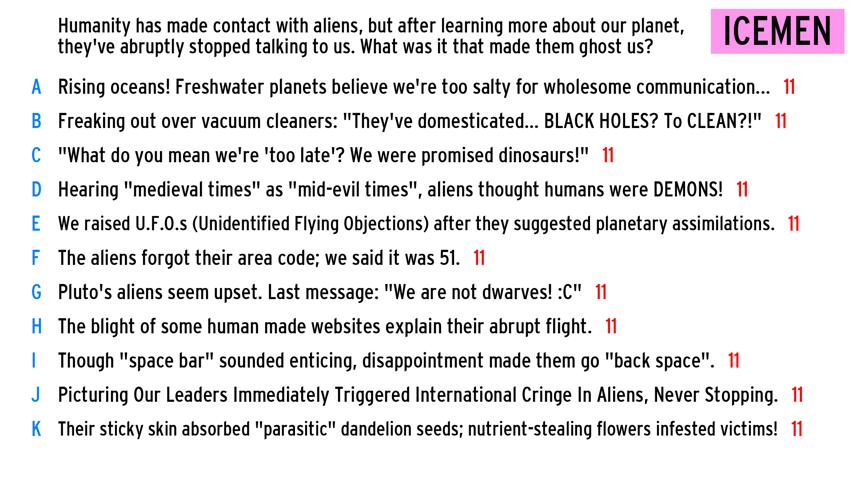 Humanity has made contact with aliens, but after learning more about our planet,
they've abruptly stopped talking to us. What was it that made them ghost us?
ICEMEN
A Rising oceans! Freshwater planets believe we're too salty for wholesome communication... 11
B Freaking out over vacuum cleaners: "They've domesticated... BLACK HOLES? To CLEAN?!" 11
C "What do you mean we're 'too late'? We were promised dinosaurs!" 11
D Hearing "medieval times" as "mid-evil times", aliens thought humans were DEMONS! 11
E We raised U.F.O.s (Unidentified Flying Objections) after they suggested planetary assimilations. 11
F The aliens forgot their area code; we said it was 51. 11
G Pluto's aliens seem upset. Last message: "We are not dwarves! :C" 11
H The blight of some human made websites explain their abrupt flight. 11
I Though "space bar" sounded enticing, disappointment made them go "back space". 11
J Picturing Our Leaders Immediately Triggered International Cringe In Aliens, Never Stopping. 11
K Their sticky skin absorbed "parasitic" dandelion seeds; nutrient-stealing flowers infested victims! 11